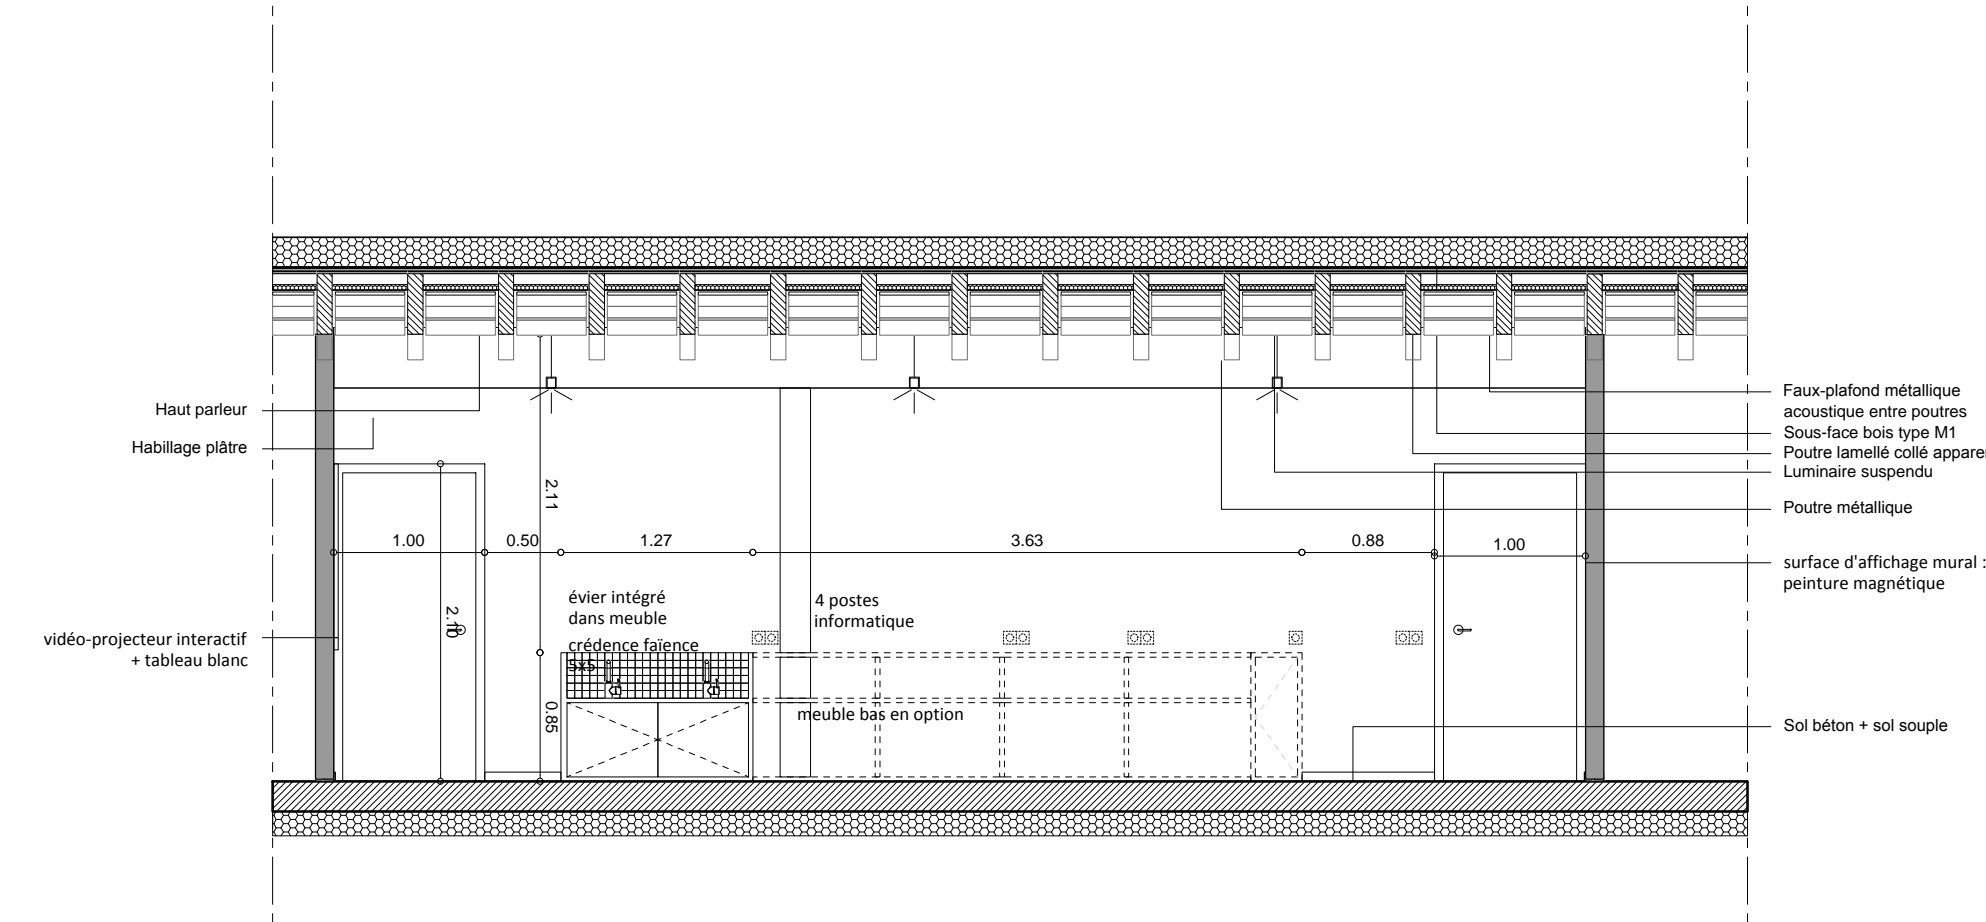 Haut parleur
Habillage plâtre
vidéo-projecteur interactif
+ tableau blanc
2.11
1.00
0.50
1.27
3.63
0.88
1.00
2.10
0.85
évier intégré
dans meuble
crédence faïence
5x5
4 postes
informatique
meuble bas en option
Faux-plafond métallique
acoustique entre poutres
Sous-face bois type M1
Poutre lamellé collé apparen
Luminaire suspendu
Poutre métallique
surface d'affichage mural :
peinture magnétique
Sol béton + sol souple